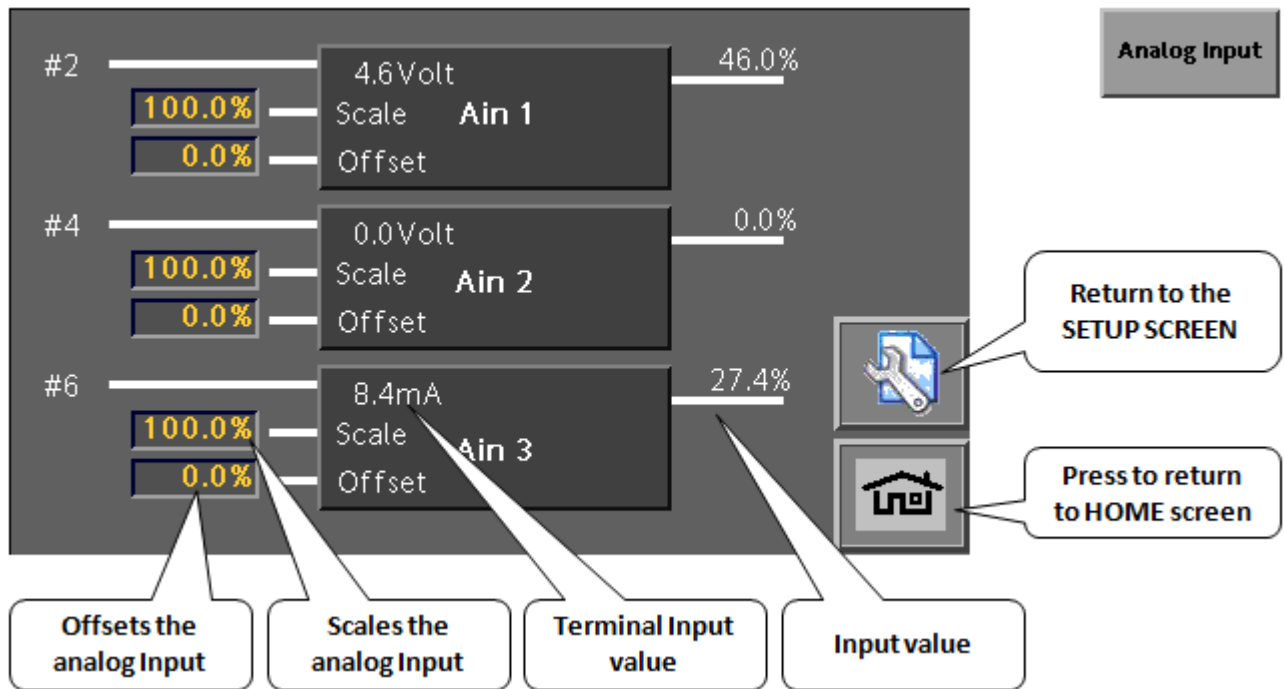 #2
4.6Volt
46.0%
Analog Input
100.0%
Scale
Ain 1
0.0%
Offset
#4
0.0Volt
0.0%
100.0%
Scale
Ain 2
0.0%
Offset
Return to the
SETUP SCREEN
#6
8.4mA
27.4%
100.0%
Scale
Ain 3
0.0%
Offset
Press to return
to HOME screen
Offsets the
analog Input
Scales the
analog Input
Terminal Input
value
Input value